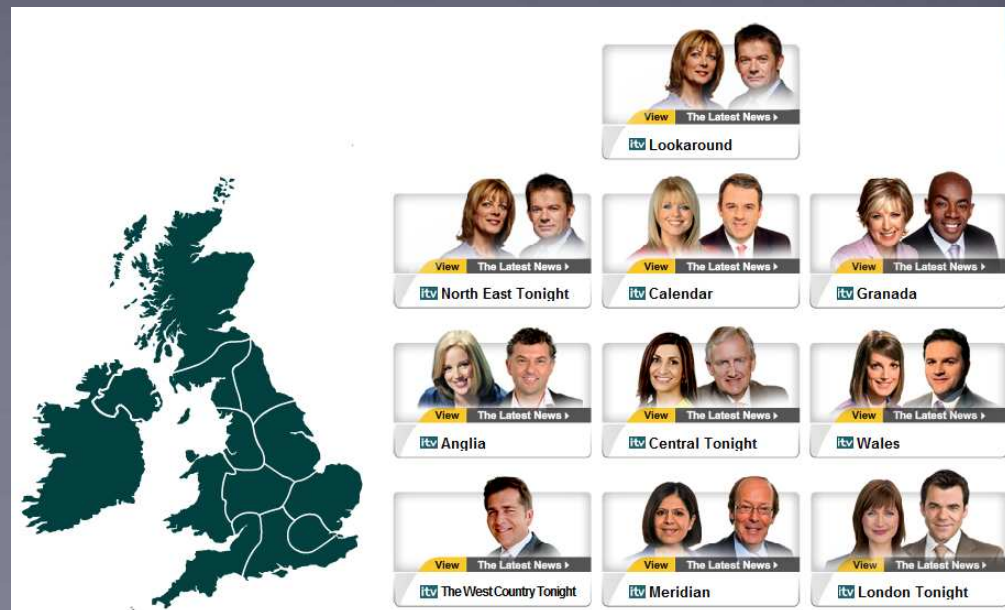 View The Latest News
itv Lookaround
View The Latest News
itv North East Tonight
View The Latest News
itv Calendar
View The Latest News
itv Granada
View The Latest News
itv Anglia
View The Latest News
itv Central Tonight
View The Latest News
itv Wales
View The Latest News
itv The West Country Tonight
View The Latest News
itv Meridian
View The Latest News
itv London Tonight